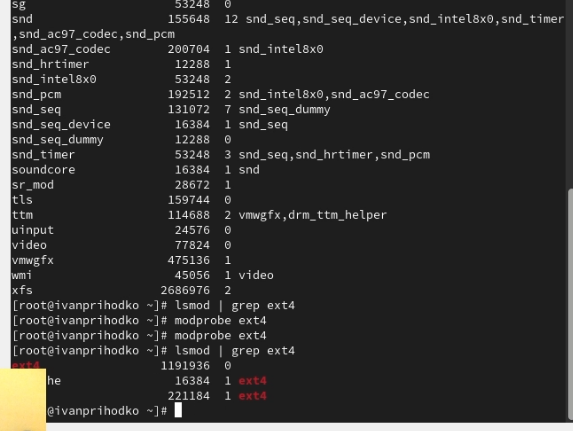 sg 53248 0
snd 155648 12 snd_seq,snd_seq_device,snd_intel8x0,snd_timer
,snd_ac97_codec,snd_pcm
snd_ac97_codec 200704 1 snd_intel8x0
snd_hrtimer 12288 1
snd_intel8x0 53248 2
snd_pcm 192512 2 snd_intel8x0,snd_ac97_codec
snd_seq 131072 7 snd_seq_dummy
snd_seq_device 16384 1 snd_seq
snd_seq_dummy 12288 0
snd_timer 53248 3 snd_seq,snd_hrtimer,snd_pcm
soundcore 16384 1 snd
sr_mod 28672 1
tls 159744 0
ttm 114688 2 vmwgfx,drm_ttm_helper
uinput 24576 0
video 77824 0
vmwgfx 475136 1
wmi 45056 1 video
xfs 2686976 2
[root@ivanprihodko ~]# lsmod | grep ext4
[root@ivanprihodko ~]# modprobe ext4
[root@ivanprihodko ~]# modprobe ext4
[root@ivanprihodko ~]# lsmod | grep ext4
ext4 1191936 0
he 16384 1 ext4
221184 1 ext4
@ivanprihodko ~]#